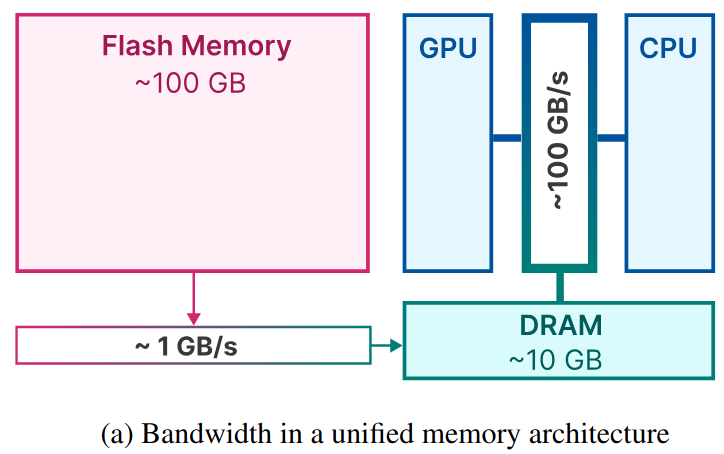 Flash Memory
~100 GB
GPU
~100 GB/s
CPU
~ 1 GB/s
DRAM
~10 GB
(a) Bandwidth in a unified memory architecture